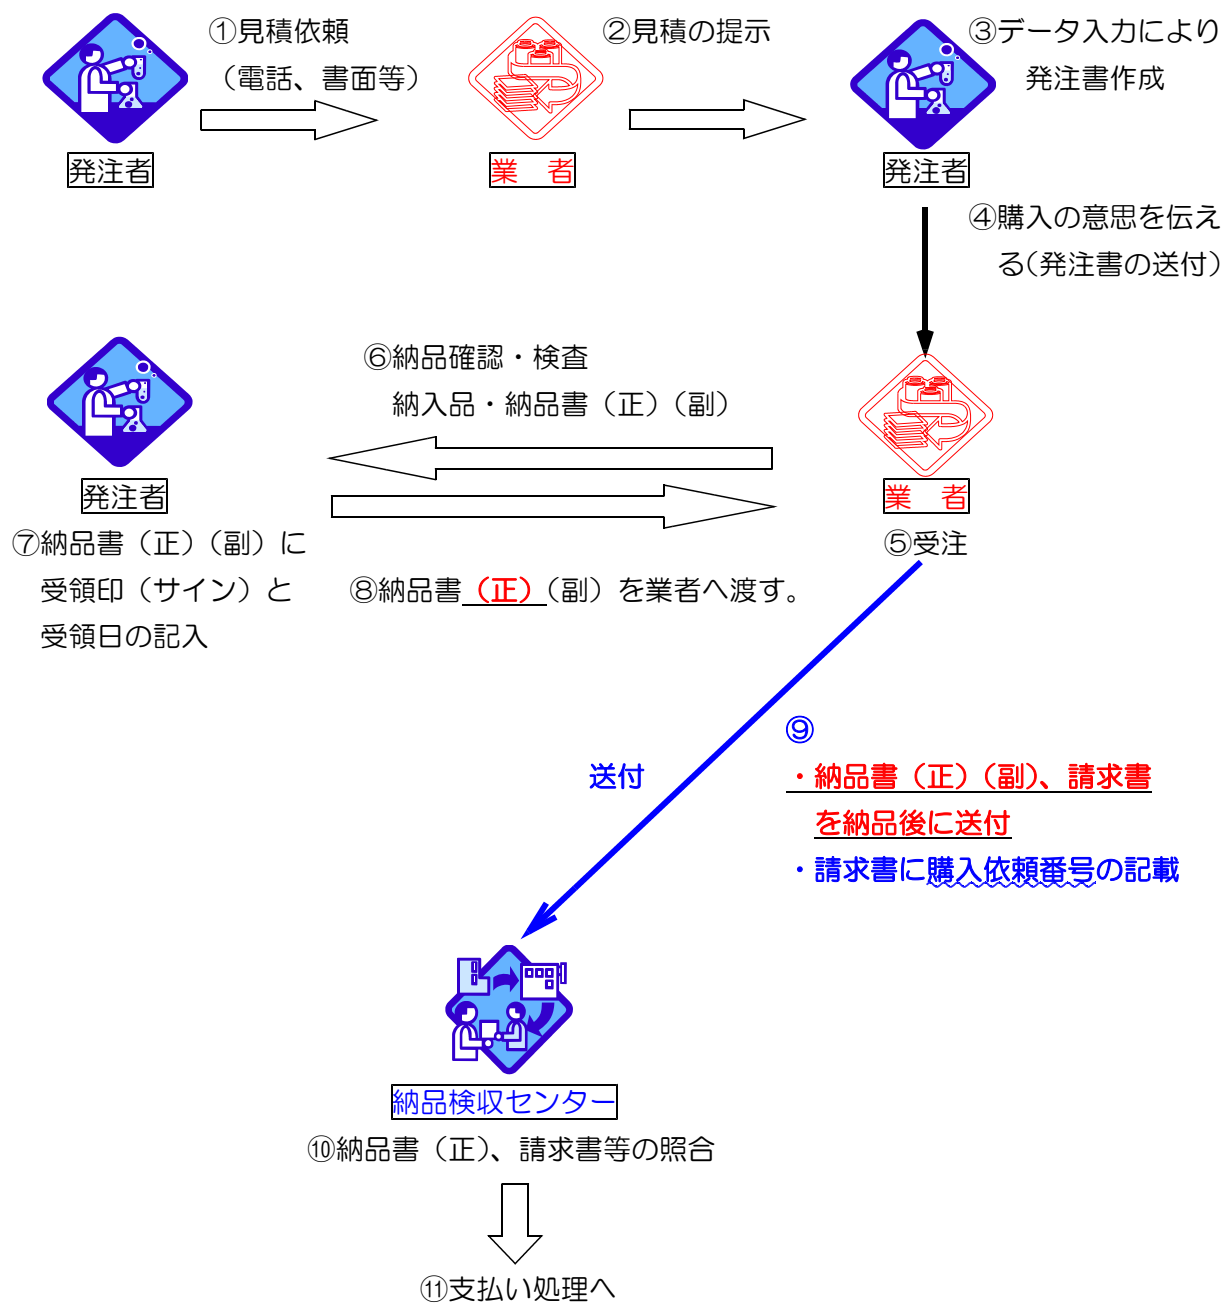 ①見積依頼
（電話、書面等）
発注者
業　者
②見積の提示
発注者
③データ入力により
発注書作成
④購入の意思を伝え
る（発注書の送付）
⑥納品確認・検査
納入品・納品書（正）（副）
発注者
業　者
⑦納品書（正）（副）に
受領印（サイン）と
受領日の記入
⑤受注
⑧納品書（正）（副）を業者へ渡す。
⑨
送付
・納品書（正）（副）、請求書
を納品後に送付
・請求書に購入依頼番号の記載
納品検収センター
⑩納品書（正）、請求書等の照合
⑪支払い処理へ